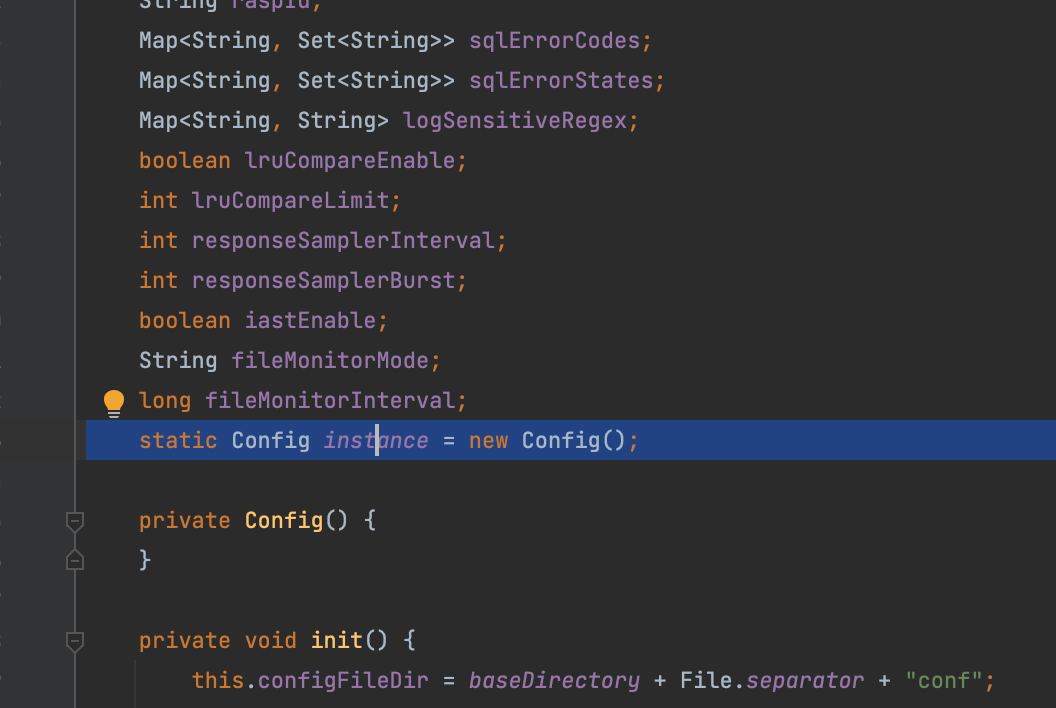 String raspId;
Map<String, Set<String>> sqlErrorCodes;
Map<String, Set<String>> sqlErrorStates;
Map<String, String> logSensitiveRegex;
boolean lruCompareEnable;
int lruCompareLimit;
int responseSamplerInterval;
int responseSamplerBurst;
boolean iastEnable;
String fileMonitorMode;
long fileMonitorInterval;
static Config instance = new Config();
private Config() {
}
private void init() {
this.configFileDir = baseDirectory + File.separator + "conf";